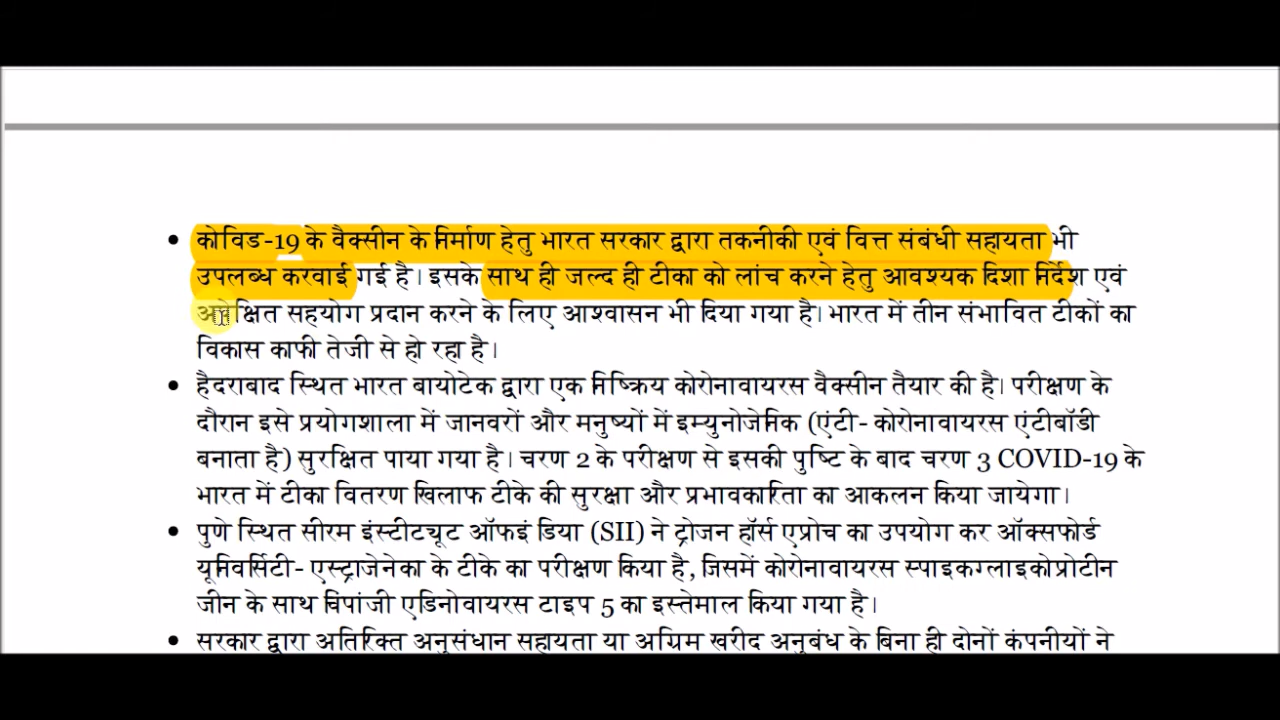 • कोविड-19 के वैक्सीन के निर्माण हेतु भारत सरकार द्वारा तकनीकी एवं वित्त संबंधी सहायता भी
उपलब्ध करवाई गई है। इसके साथ ही जल्द ही टीका को लांच करने हेतु आवश्यक दिशा निर्देश एवं
अपेक्षित सहयोग प्रदान करने के लिए आश्वासन भी दिया गया है। भारत में तीन संभावित टीकों का
विकास काफी तेजी से हो रहा है।
• हैदराबाद स्थित भारत बायोटेक द्वारा एक निष्क्रिय कोरोनावायरस वैक्सीन तैयार की है। परीक्षण के
दौरान इसे प्रयोगशाला में जानवरों और मनुष्यों में इम्युनोजेनिक (एंटी- कोरोनावायरस एंटीबॉडी
बनाता है) सुरक्षित पाया गया है। चरण 2 के परीक्षण से इसकी पुष्टि के बाद चरण 3 COVID-19 के
भारत में टीका वितरण खिलाफ टीके की सुरक्षा और प्रभावकारिता का आकलन किया जायेगा।
• पुणे स्थित सीरम इंस्टीट्यूट ऑफइं डिया (SII) ने ट्रोजन हॉर्स एप्रोच का उपयोग कर ऑक्सफोर्ड
यूनिवर्सिटी- एस्ट्राजेनेका के टीके का परीक्षण किया है, जिसमें कोरोनावायरस स्पाइकग्लाइकोप्रोटीन
जीन के साथ चिपांजी एडिनोवायरस टाइप 5 का इस्तेमाल किया गया है।
• सरकार द्वारा अतिरिक्त अनुसंधान सहायता या अग्रिम खरीद अनुबंध के बिना ही दोनों कंपनीयों ने